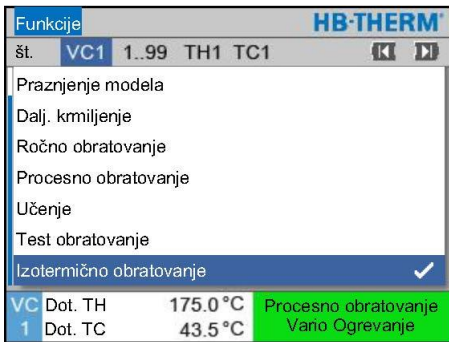 Funkcije HB-THERM®
št. VC1 1..99 TH1 TC1
Praznjenje modela
Dalj. krmiljenje
Ročno obratovanje
Procesno obratovanje
Učenje
Test obratovanje
Izotermično obratovanje
VC Dot. TH 175.0 °C Procesno obratovanje
1 Dot. TC 43.5 °C Vario Ogrevanje